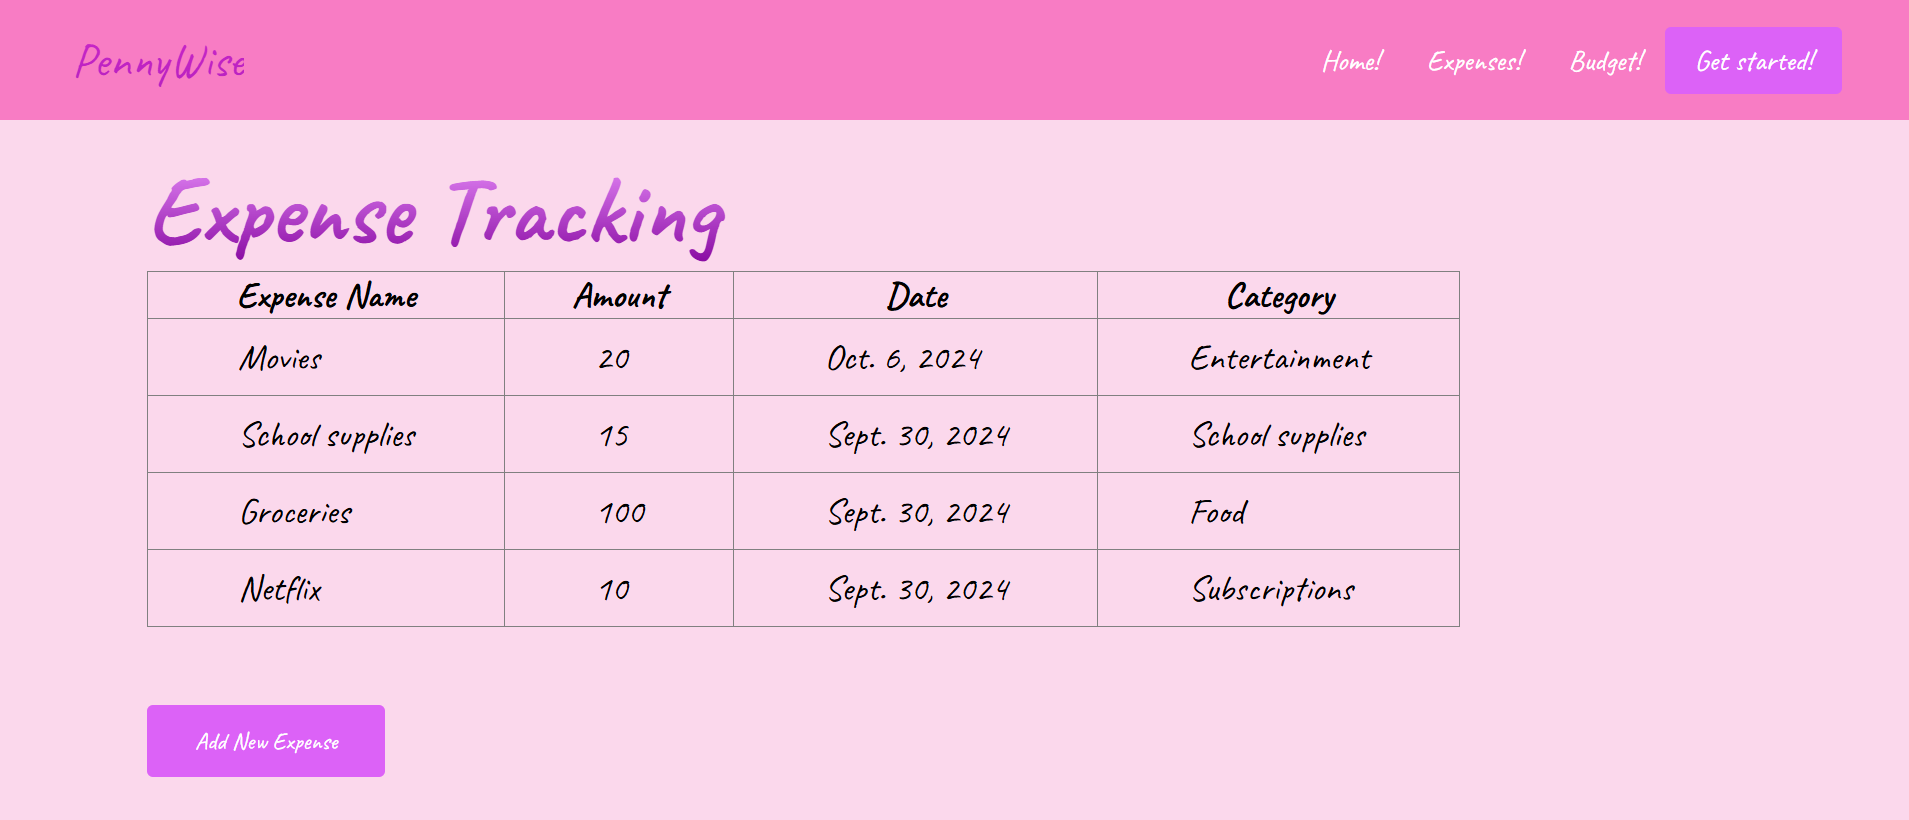 PennyWise Home! Expenses! Budget! Get started!
Expense Tracking
Expense Name Amount Date Category
Movies 20 Oct. 6, 2024 Entertainment
School supplies 15 Sept. 30, 2024 School supplies
Groceries 100 Sept. 30, 2024 Food
Netflix 10 Sept. 30, 2024 Subscriptions
Add New Expense